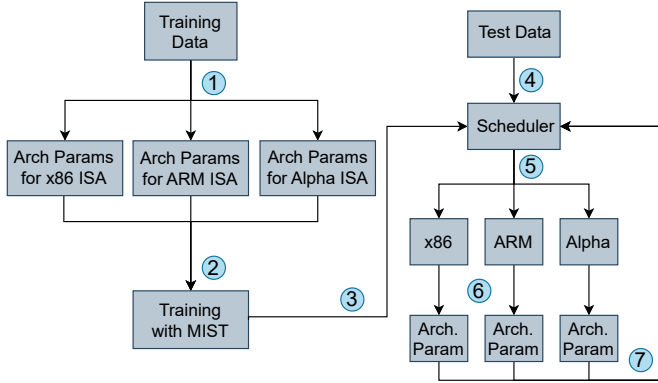 Training
Data
1
Arch Params
for x86 ISA
Arch Params
for ARM ISA
Arch Params
for Alpha ISA
2
Training
with MIST
3
Test Data
4
Scheduler
5
x86
ARM
Alpha
6
Arch.
Param
Arch.
Param
Arch.
Param
7